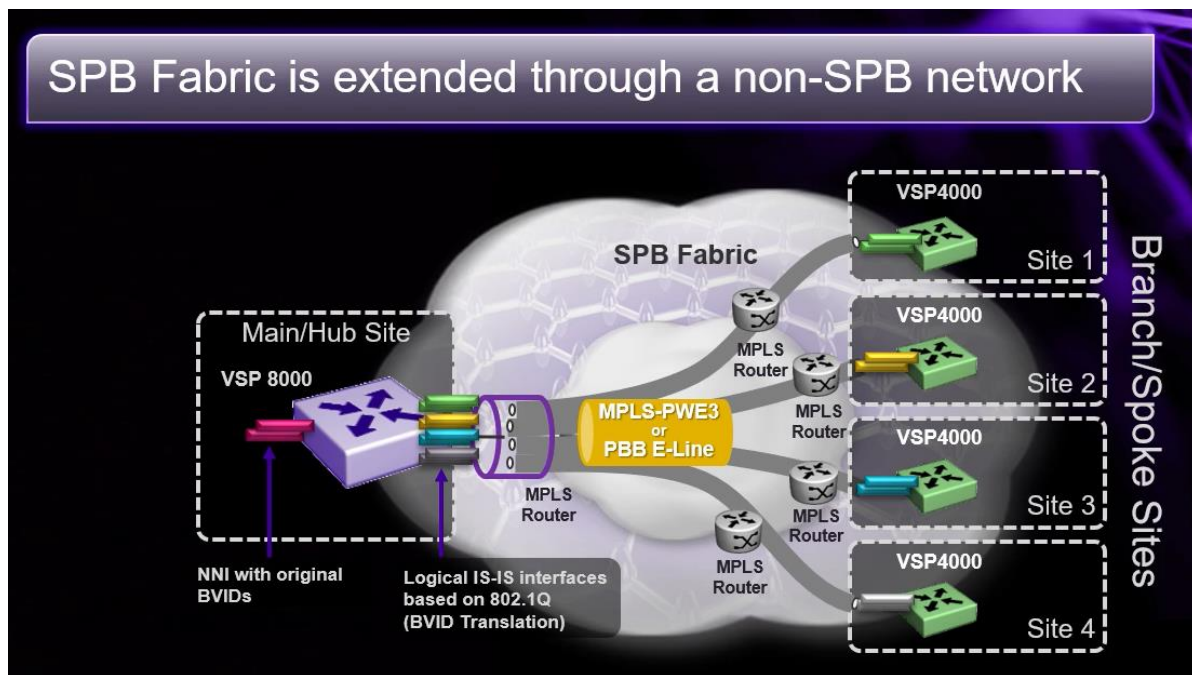 SPB Fabric is extended through a non-SPB network
Main/Hub Site
VSP 8000
NNI with original
BVIDs
Logical IS-IS interfaces
based on 802.1Q
(BVID Translation)
MPLS
Router
SPB Fabric
MPLS-PWE3
or
PBB E-Line
MPLS
Router
MPLS
Router
MPLS
Router
MPLS
Router
VSP4000
Site 1
VSP4000
Site 2
VSP4000
Site 3
VSP4000
Site 4
Branch/Spoke Sites